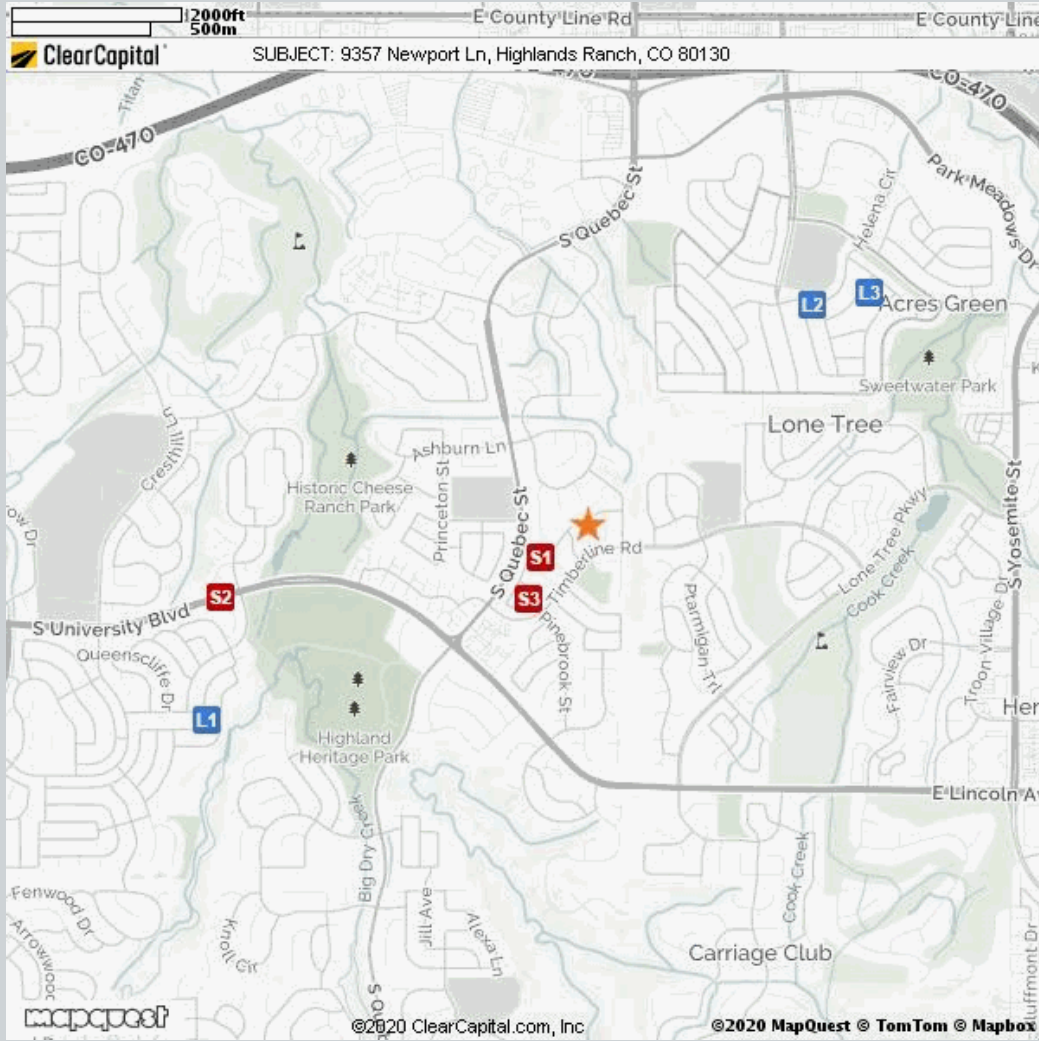 2000ft
500m
E County Line Rd
E County Line
ClearCapital
SUBJECT: 9357 Newport Ln, Highlands Ranch, CO 80130
Titan
CO-470
CO-470
S Quebec St
Park Meadows Dr
Helena Cir
L2
L3
Acres Green
Sweetwater Park
Lone Tree
Ashburn Ln
Cresthill Ln
Princeton St
Historic Cheese
Ranch Park
S Quebec St
S1
Timberline Rd
Lone Tree Pkwy
Cook Creek
S Yosemite St
S2
S3
S University Blvd
Queenscliffe Dr
Pinebrook St
Ptarmigan Trl
Fairview Dr
Troon Village Dr
L1
Her
Highland
Heritage Park
E Lincoln Av
Big Dry Creek
Cook Creek
Fenwood Dr
Arrowwood
Knoll Cir
Jill Ave
Alexa Ln
Carriage Club
luffmont Dr
mapquest
©2020 ClearCapital.com, Inc
©2020 MapQuest © TomTom © Mapbox